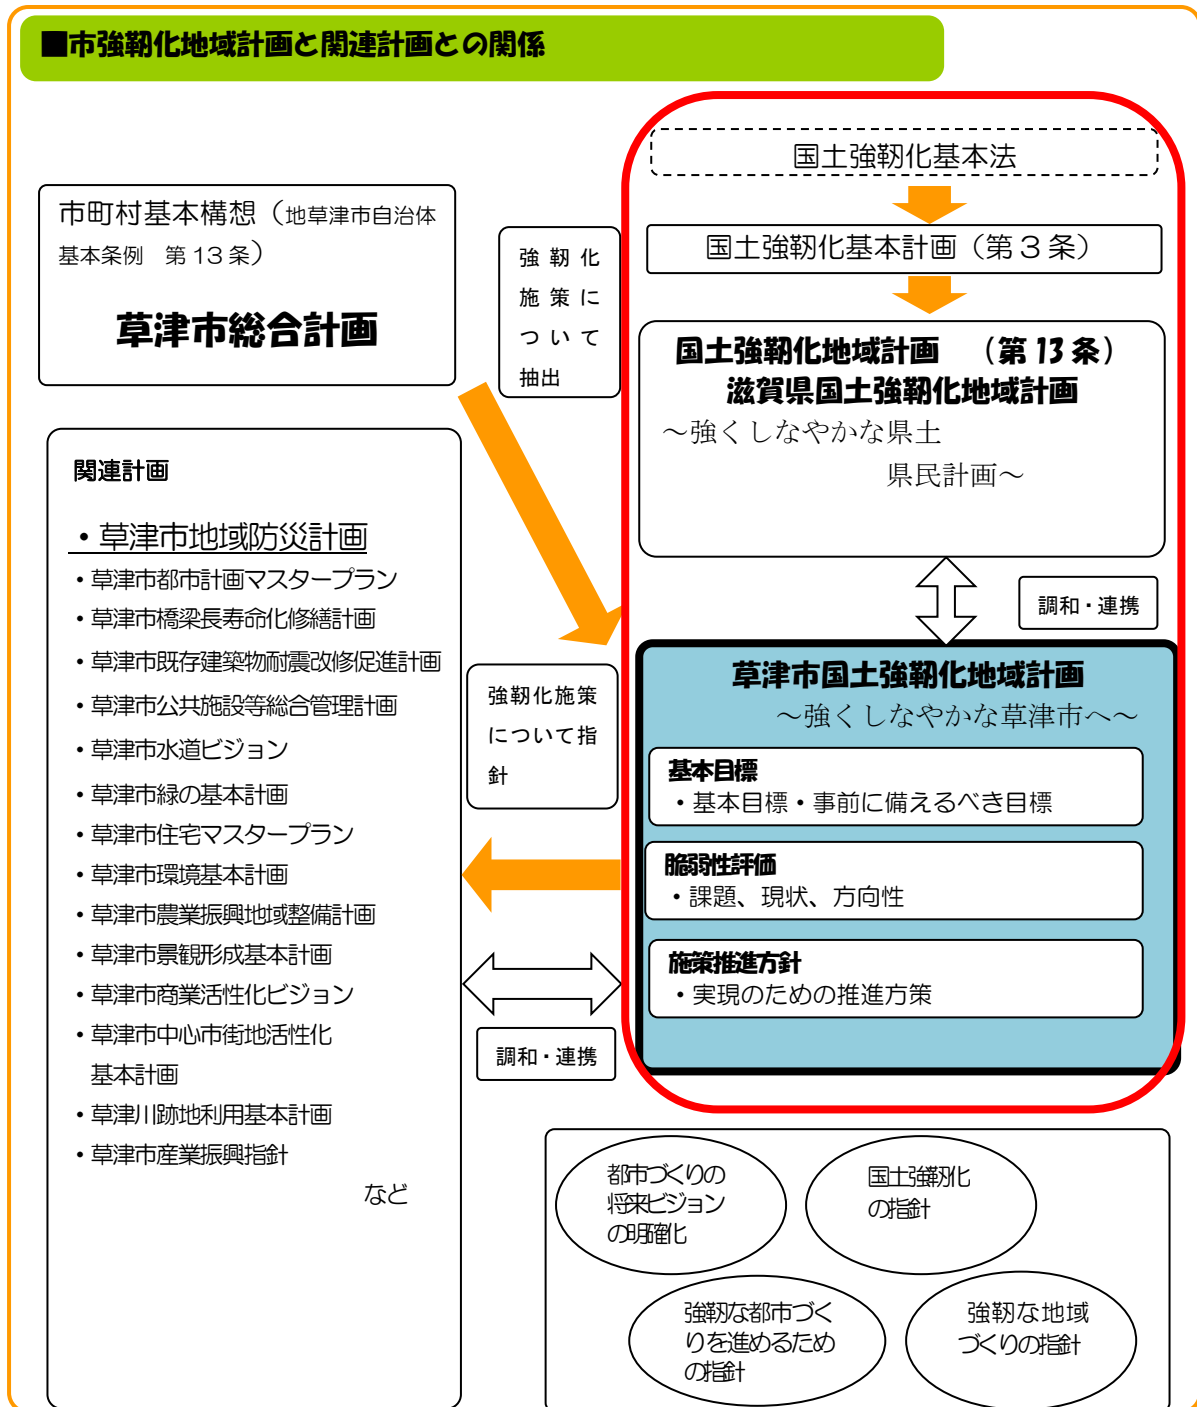 ■市強靭化地域計画と関連計画との関係
市町村基本構想（地草津市自治体
基本条例　第13条）
草津市総合計画
強靭化
施策に
ついて
抽出
国土強靭化基本法
国土強靭化基本計画（第3条）
国土強靭化地域計画　（第13条）
滋賀県国土強靭化地域計画
～強くしなやかな県土
県民計画～
調和・連携
関連計画
・草津市地域防災計画
・草津市都市計画マスタープラン
・草津市橋梁長寿命化修繕計画
・草津市既存建築物耐震改修促進計画
・草津市公共施設等総合管理計画
・草津市水道ビジョン
・草津市緑の基本計画
・草津市住宅マスタープラン
・草津市環境基本計画
・草津市農業振興地域整備計画
・草津市景観形成基本計画
・草津市商業活性化ビジョン
・草津市中心市街地活性化
基本計画
・草津川跡地利用基本計画
・草津市産業振興指針
など
強靭化施策
について指
針
調和・連携
草津市国土強靭化地域計画
～強くしなやかな草津市へ～
基本目標
・基本目標・事前に備えるべき目標
脆弱性評価
・課題、現状、方向性
施策推進方針
・実現のための推進方策
都市づくりの
将来ビジョン
の明確化
国土強靭化
の指針
強靭な都市づく
りを進めるため
の指針
強靭な地域
づくりの指針